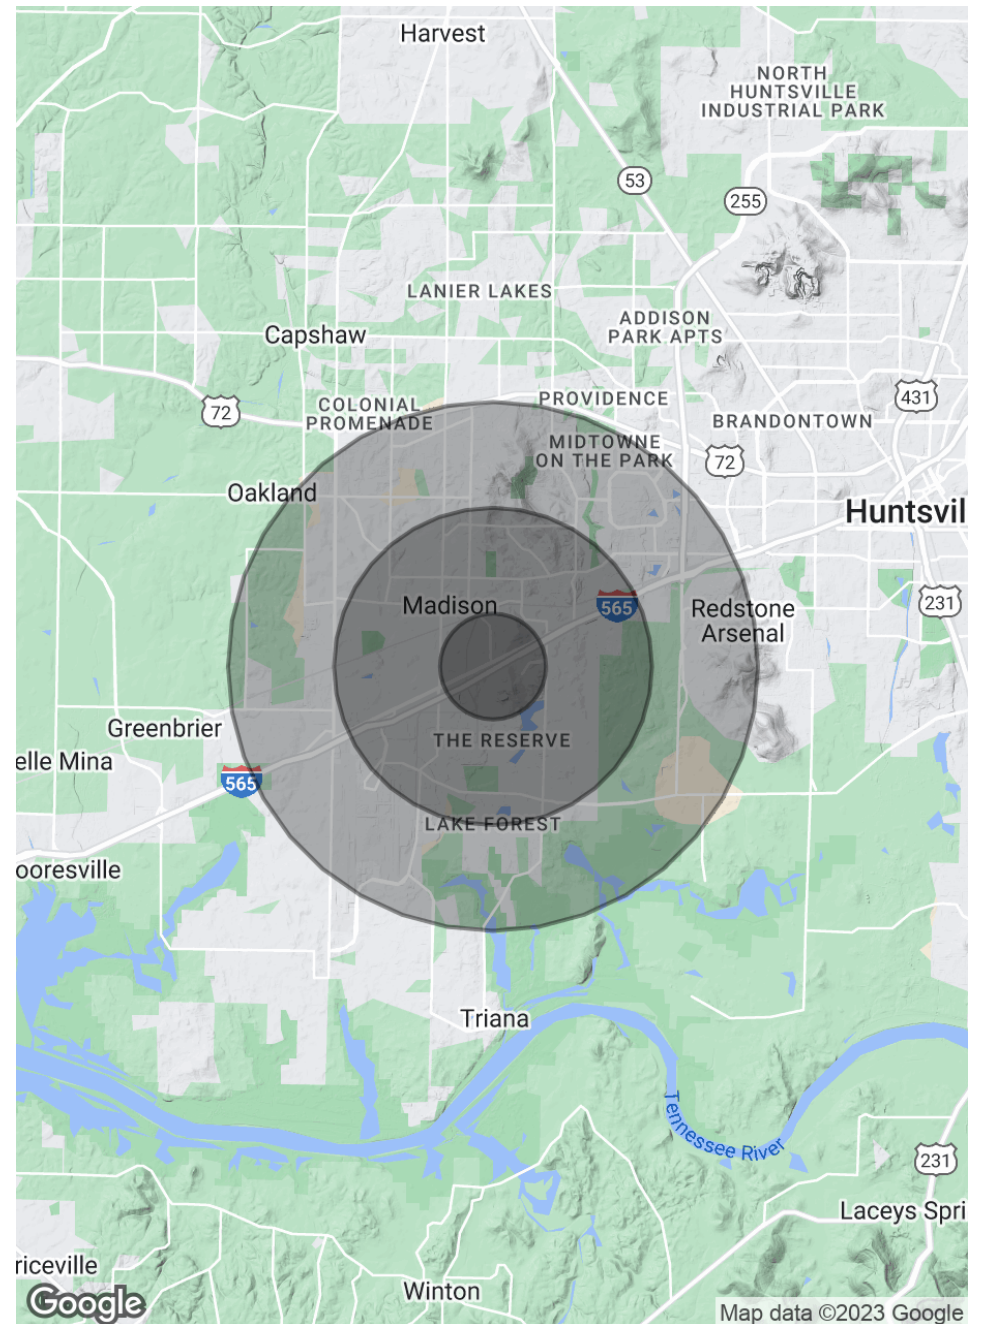 Harvest
NORTH
HUNTSVILLE
INDUSTRIAL PARK
53
255
LANIER LAKES
ADDISON
PARK APTS
Capshaw
72
COLONIAL
PROMENADE
PROVIDENCE
431
BRANDONTOWN
MIDTOWNE
ON THE PARK
72
Oakland
Huntsvil
Madison
565
Redstone
Arsenal
231
Greenbrier
THE RESERVE
elle Mina
565
LAKE FOREST
ooresville
Triana
Tennessee River
231
Laceys Spri
riceville
Winton
Google
Map data ©2023 Google